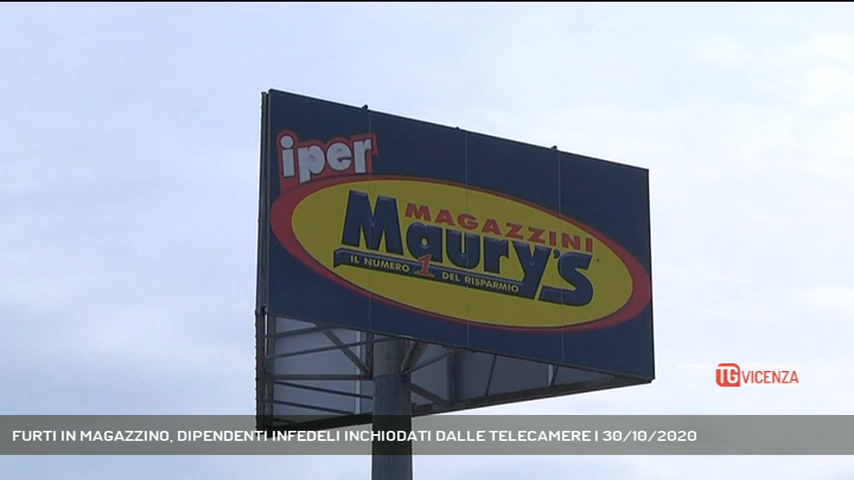 iper
MAGAZZINI
Maury's
IL NUMERO 1 DEL RISPARMIO
TGVICENZA
FURTI IN MAGAZZINO, DIPENDENTI INFEDELI INCHIODATI DALLE TELECAMERE | 30/10/2020